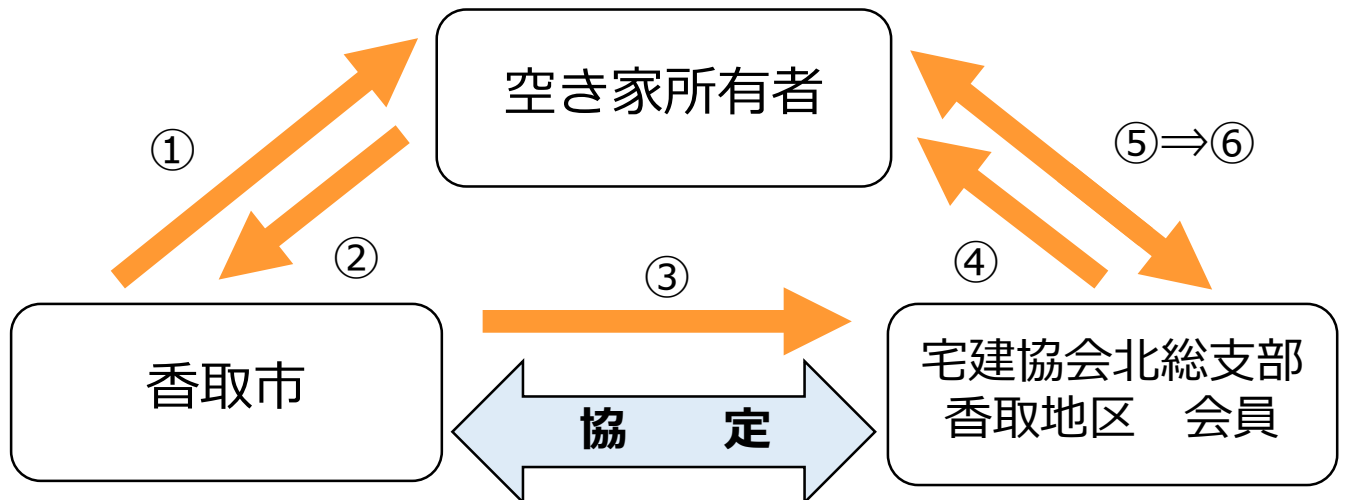 空き家所有者
①
⑤⇒⑥
②
③
④
香取市
宅建協会北総支部
香取地区　会員
協　定